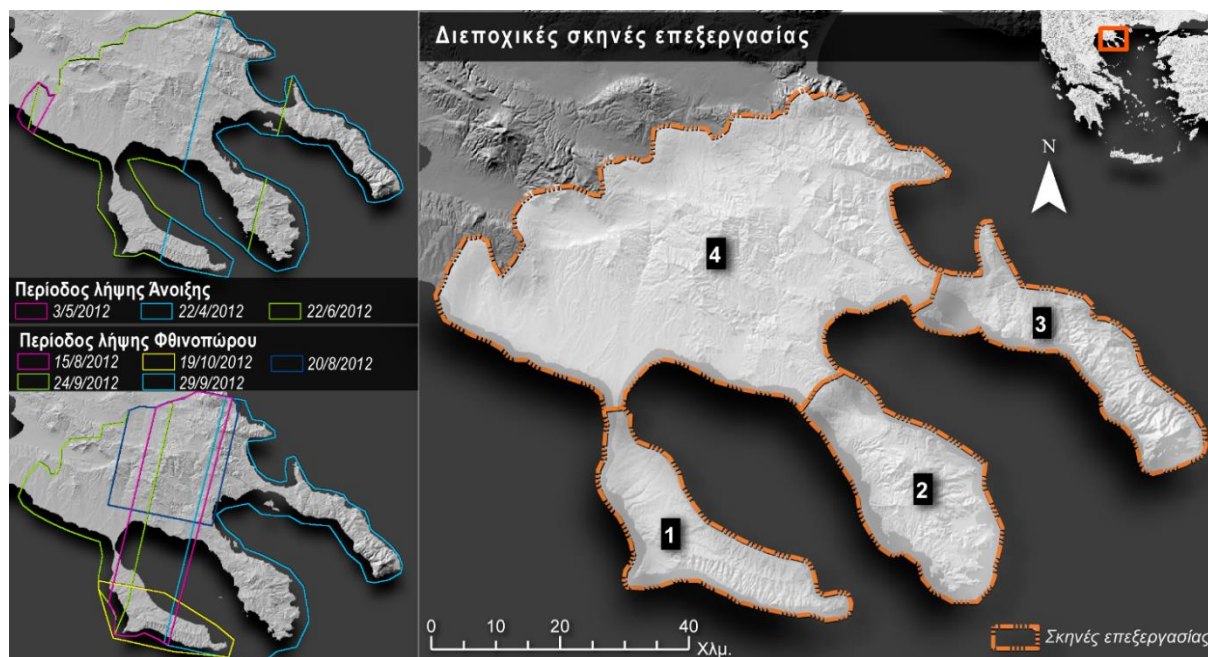 Περίοδος λήψης Άνοιξης
3/5/2012 22/4/2012 22/6/2012
Περίοδος λήψης Φθινοπώρου
15/8/2012 19/10/2012 20/8/2012
24/9/2012 29/9/2012
Διεποχικές σκηνές επεξεργασίας
N
4
3
2
1
0 10 20 40
Χλμ.
Σκηνές επεξεργασίας